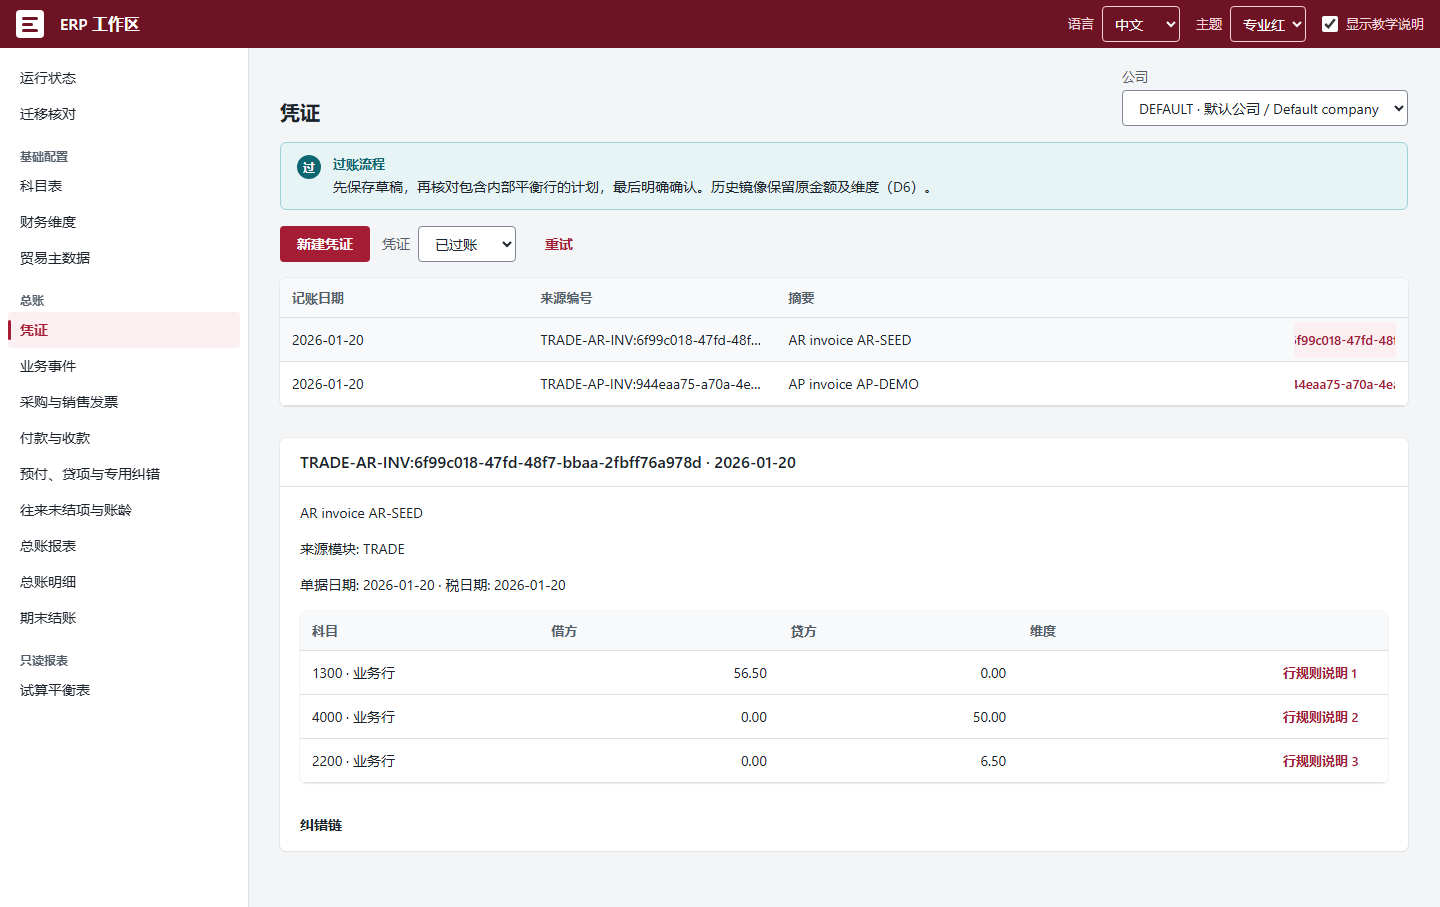 ERP 工作区
语言 中文 主题 专业红 显示教学说明
运行状态
迁移核对
基础配置
科目表
财务维度
贸易主数据
总账
凭证
业务事件
采购与销售发票
付款与收款
预付、贷项与专用纠错
往来未结项与账龄
总账报表
总账明细
期末结账
只读报表
试算平衡表
公司
凭证
DEFAULT · 默认公司 / Default company
过 过账流程
先保存草稿，再核对包含内部平衡行的计划，最后明确确认。历史镜像保留原金额及维度（D6）。
新建凭证 凭证 已过账 重试
记账日期 来源编号 摘要
2026-01-20 TRADE-AR-INV:6f99c018-47fd-48f... AR invoice AR-SEED 6f99c018-47fd-48f
2026-01-20 TRADE-AP-INV:944eaa75-a70a-4e... AP invoice AP-DEMO 44eaa75-a70a-4ea
TRADE-AR-INV:6f99c018-47fd-48f7-bbaa-2fbff76a978d · 2026-01-20
AR invoice AR-SEED
来源模块: TRADE
单据日期: 2026-01-20 · 税日期: 2026-01-20
科目 借方 贷方 维度
1300 · 业务行 56.50 0.00 行规则说明 1
4000 · 业务行 0.00 50.00 行规则说明 2
2200 · 业务行 0.00 6.50 行规则说明 3
纠错链